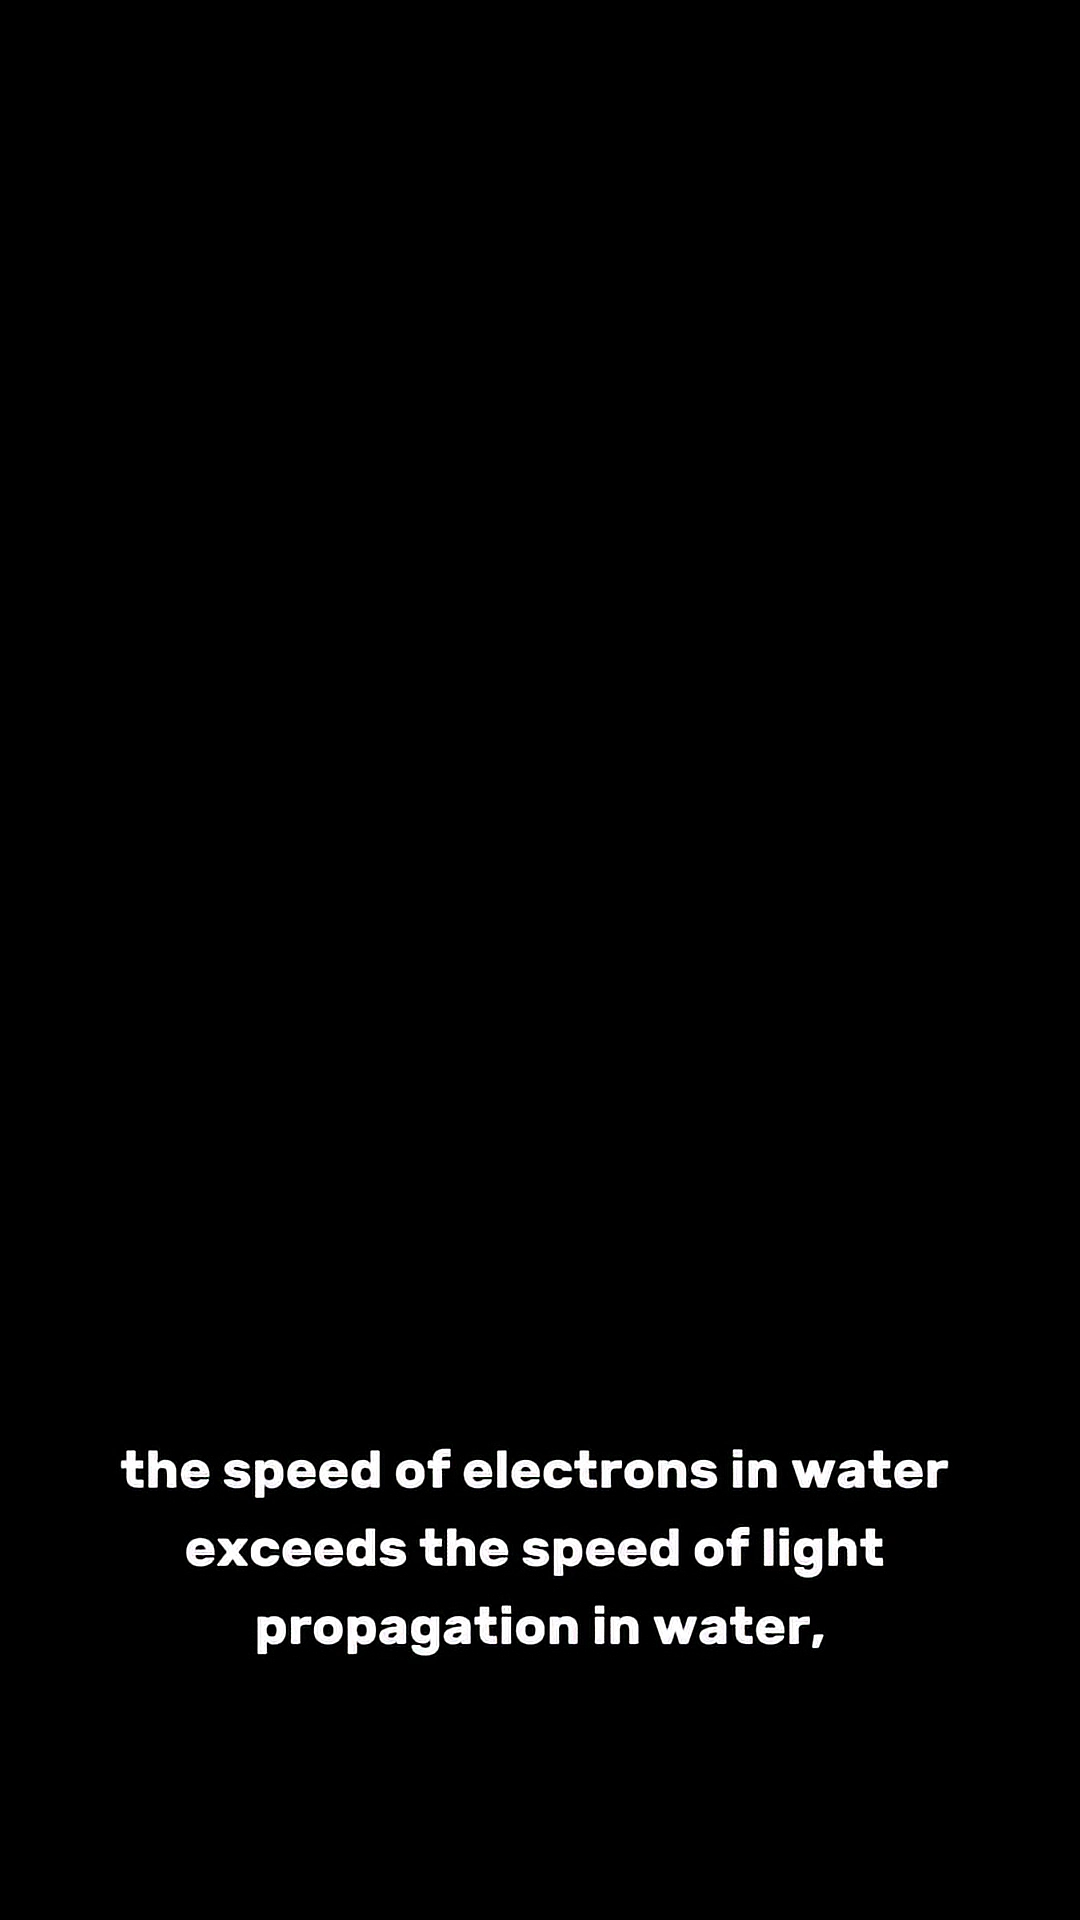 the speed of electrons in water
exceeds the speed of light
propagation in water,